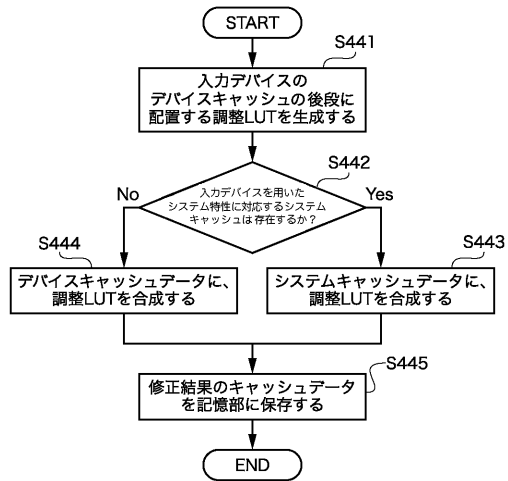 START
S441
入力デバイスの
デバイスキャッシュの後段に
配置する調整LUTを生成する
S442
入力デバイスを用いた
システム特性に対応するシステム
キャッシュは存在するか?
No
Yes
S444
デバイスキャッシュデータに、
調整LUTを合成する
S443
システムキャッシュデータに、
調整LUTを合成する
S445
修正結果のキャッシュデータ
を記憶部に保存する
END